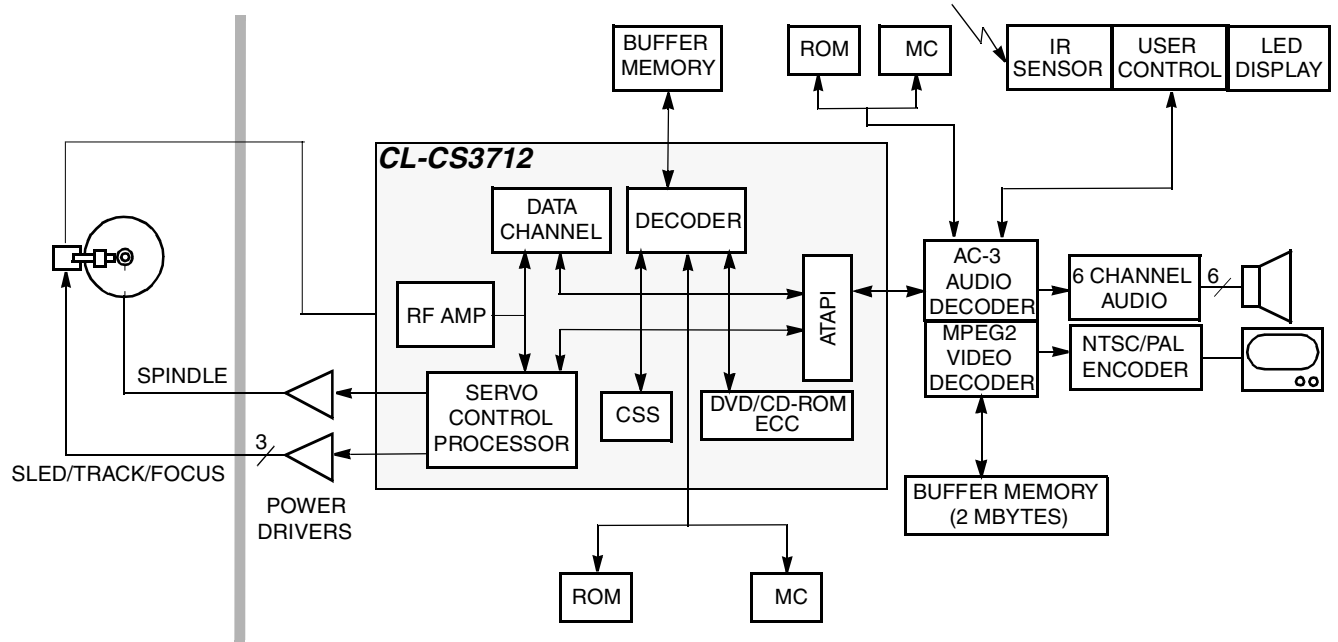 BUFFER
MEMORY
ROM
MC
IR
SENSOR
USER
CONTROL
LED
DISPLAY
CL-CS3712
DATA
CHANNEL
DECODER
RF AMP
ATAPI
AC-3
AUDIO
DECODER
6 CHANNEL
AUDIO
6
MPEG2
VIDEO
DECODER
NTSC/PAL
ENCODER
SPINDLE
SERVO
CONTROL
PROCESSOR
CSS
DVD/CD-ROM
ECC
3
SLED/TRACK/FOCUS
POWER
DRIVERS
BUFFER MEMORY
(2 MBYTES)
ROM
MC